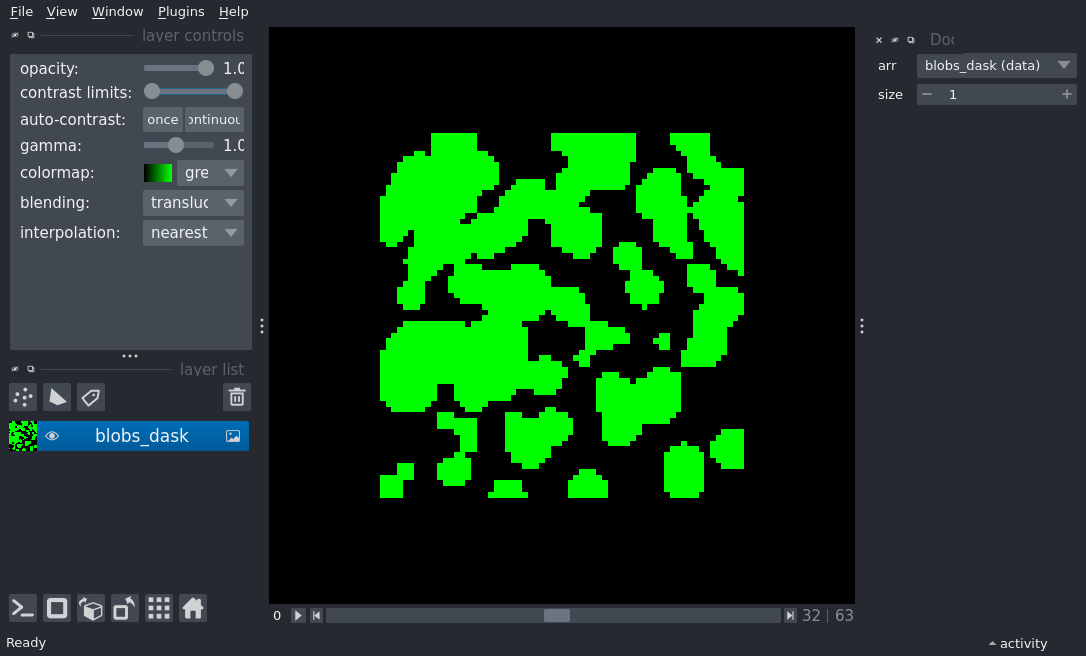 File View Window Plugins Help
layer controls
opacity: 1.0
contrast limits:
auto-contrast: once ontinuou
gamma: 1.0
colormap: gre
blending: transluc
interpolation: nearest
layer list
blobs_dask
0 32 | 63
Ready
Doc
arr blobs_dask (data)
size 1
activity